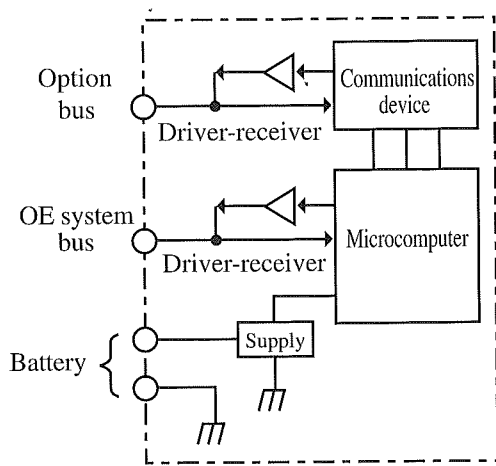 Option
bus
Communications
device
Driver-receiver
OE system
bus
Microcomputer
Driver-receiver
Battery
Supply